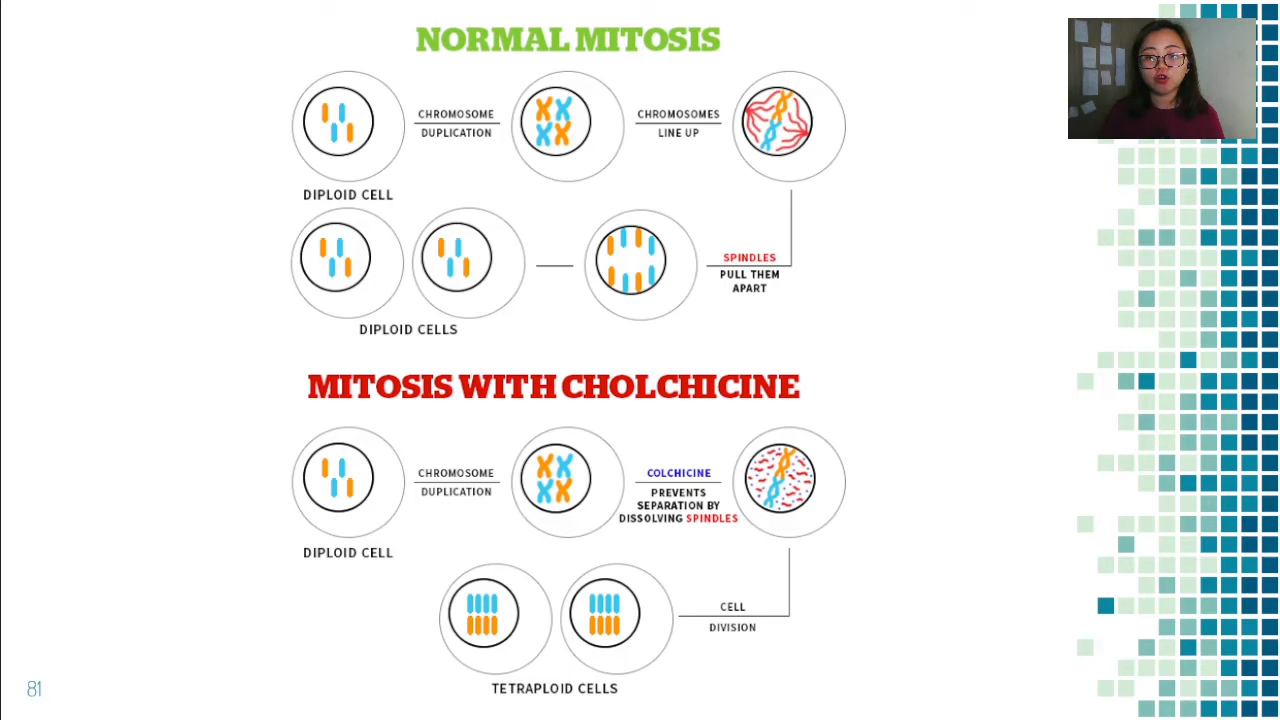 NORMAL MITOSIS
CHROMOSOME
DUPLICATION
CHROMOSOMES
LINE UP
DIPLOID CELL
SPINDLES
PULL THEM
APART
DIPLOID CELLS
MITOSIS WITH CHOLCHICINE
CHROMOSOME
DUPLICATION
COLCHICINE
PREVENTS
SEPARATION BY
DISSOLVING SPINDLES
DIPLOID CELL
CELL
DIVISION
TETRAPLOID CELLS
81